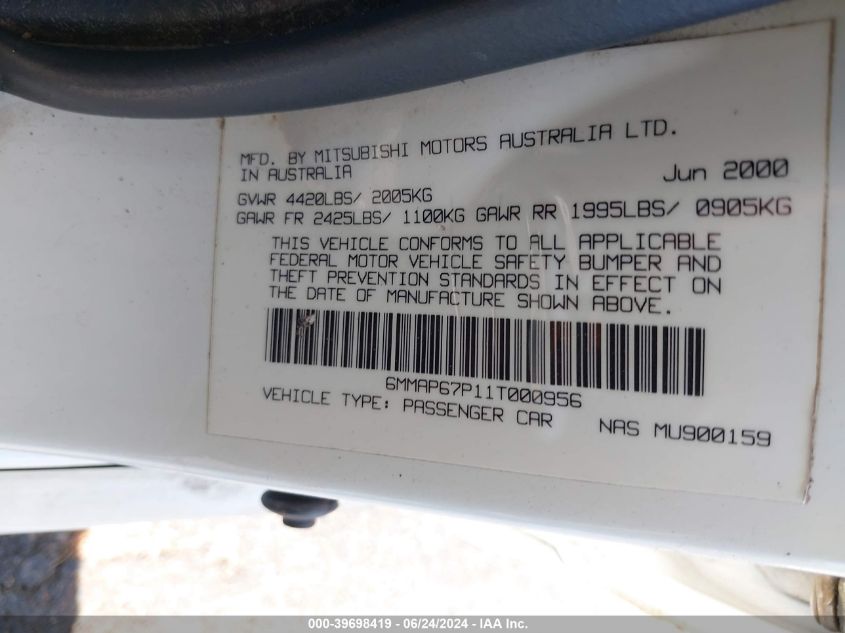 MFD. BY MITSUBISHI MOTORS AUSTRALIA LTD.
IN AUSTRALIA Jun 2000
GVWR 4420LBS/ 2005KG
GAWR FR 2425LBS/ 1100KG GAWR RR 1995LBS/ 0905KG
THIS VEHICLE CONFORMS TO ALL APPLICABLE
FEDERAL MOTOR VEHICLE SAFETY BUMPER AND
THEFT PREVENTION STANDARDS IN EFFECT ON
THE DATE OF MANUFACTURE SHOWN ABOVE.
6MMAP67P11T000956
VEHICLE TYPE: PASSENGER CAR NAS MU900159
000-39698419 / 06/24/2024 - IAA Inc.